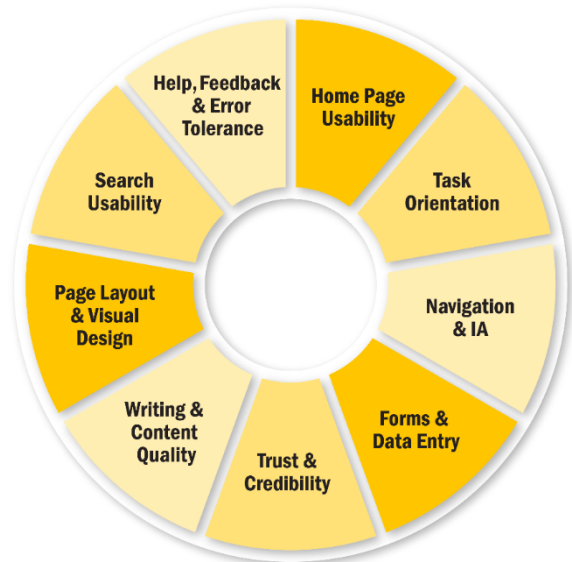 Home Page
Usability
Task
Orientation
Navigation
& IA
Forms &
Data Entry
Trust &
Credibility
Writing &
Content
Quality
Page Layout
& Visual
Design
Search
Usability
Help, Feedback
& Error
Tolerance